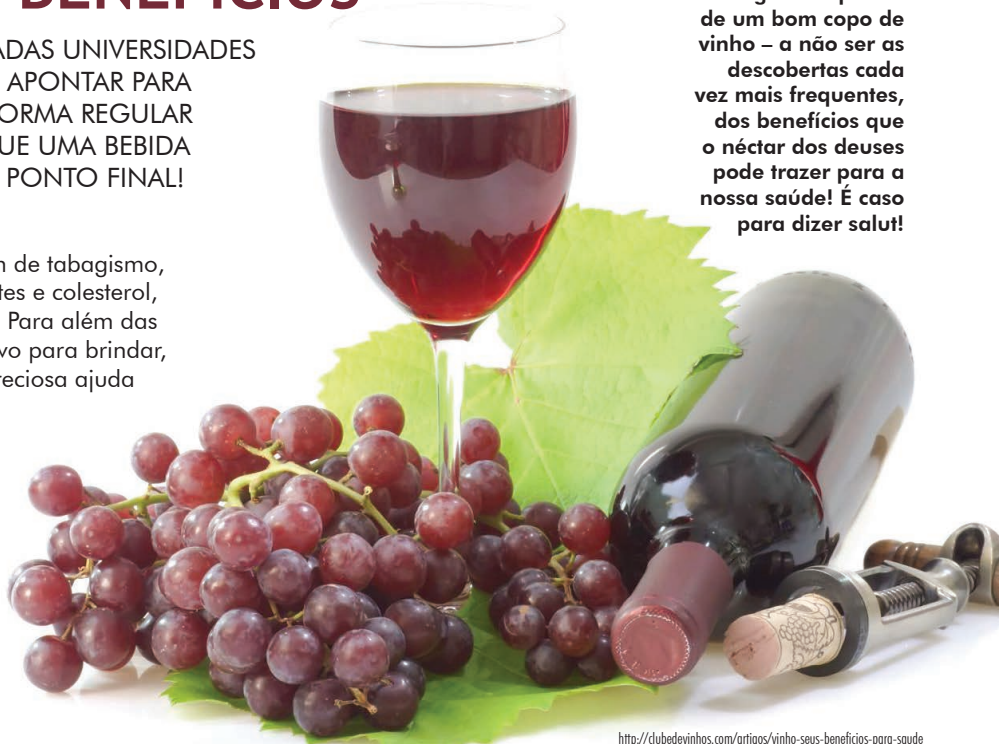 BENEFÍCIOS
ADAS UNIVERSIDADES
APONTAR PARA
ORMA REGULAR
UE UMA BEBIDA
PONTO FINAL!
de tabagismo,
tes e colesterol,
Para além das
vo para brindar,
reciosa ajuda
de um bom copo de
vinho – a não ser as
descobertas cada
vez mais frequentes,
dos benefícios que
o néctar dos deuses
pode trazer para a
nossa saúde! É caso
para dizer salut!
http://clubedevinhos.com/artigos/vinho-seus-beneficios-para-saude